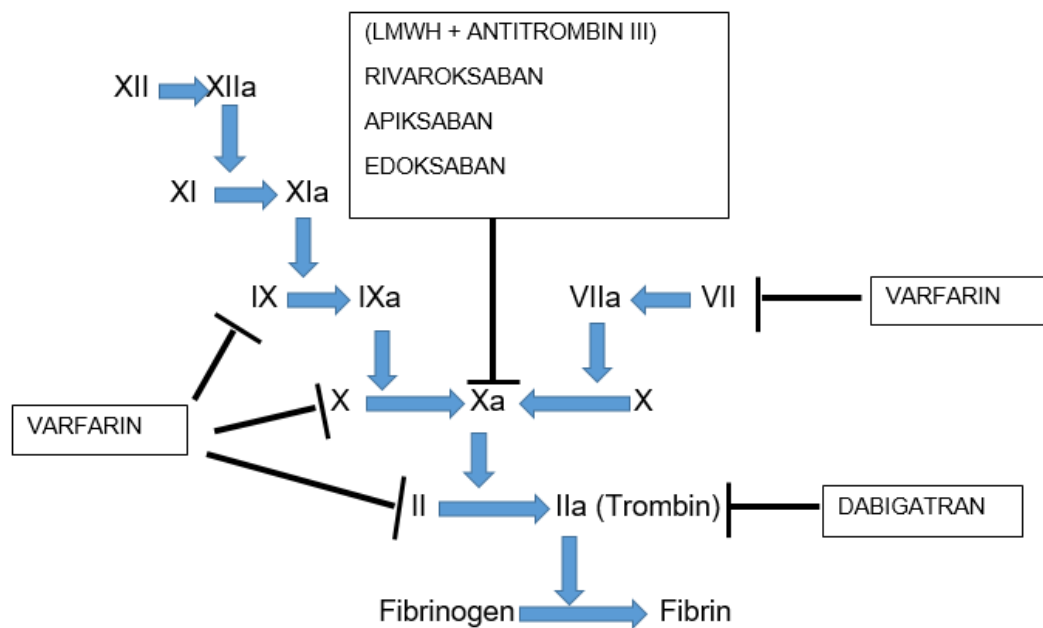 (LMWH + ANTITROMBIN III)
RIVAROKSABAN
APIKSABAN
EDOKSABAN
XII XIIa
XI XIa
IX IXa VIIa VII VARFARIN
X Xa X
VARFARIN
II IIa (Trombin) DABIGATRAN
Fibrinogen Fibrin